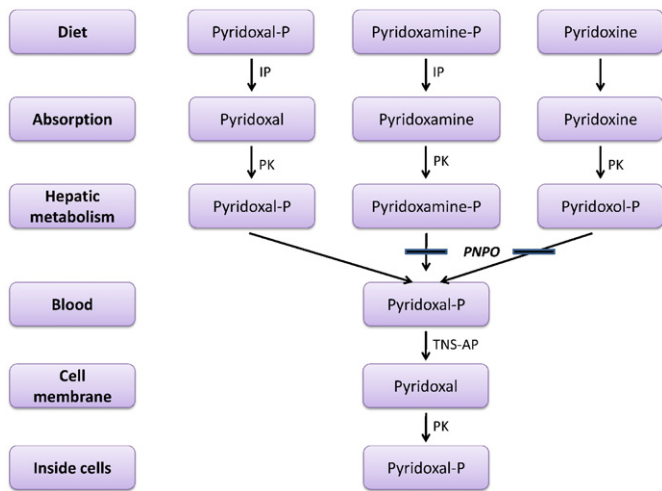 Diet
Pyridoxal-P
Pyridoxamine-P
Pyridoxine
IP
IP
Absorption
Pyridoxal
Pyridoxamine
Pyridoxine
PK
PK
PK
Hepatic
metabolism
Pyridoxal-P
Pyridoxamine-P
Pyridoxol-P
PNPO
Blood
Pyridoxal-P
TNS-AP
Cell
membrane
Pyridoxal
PK
Inside cells
Pyridoxal-P